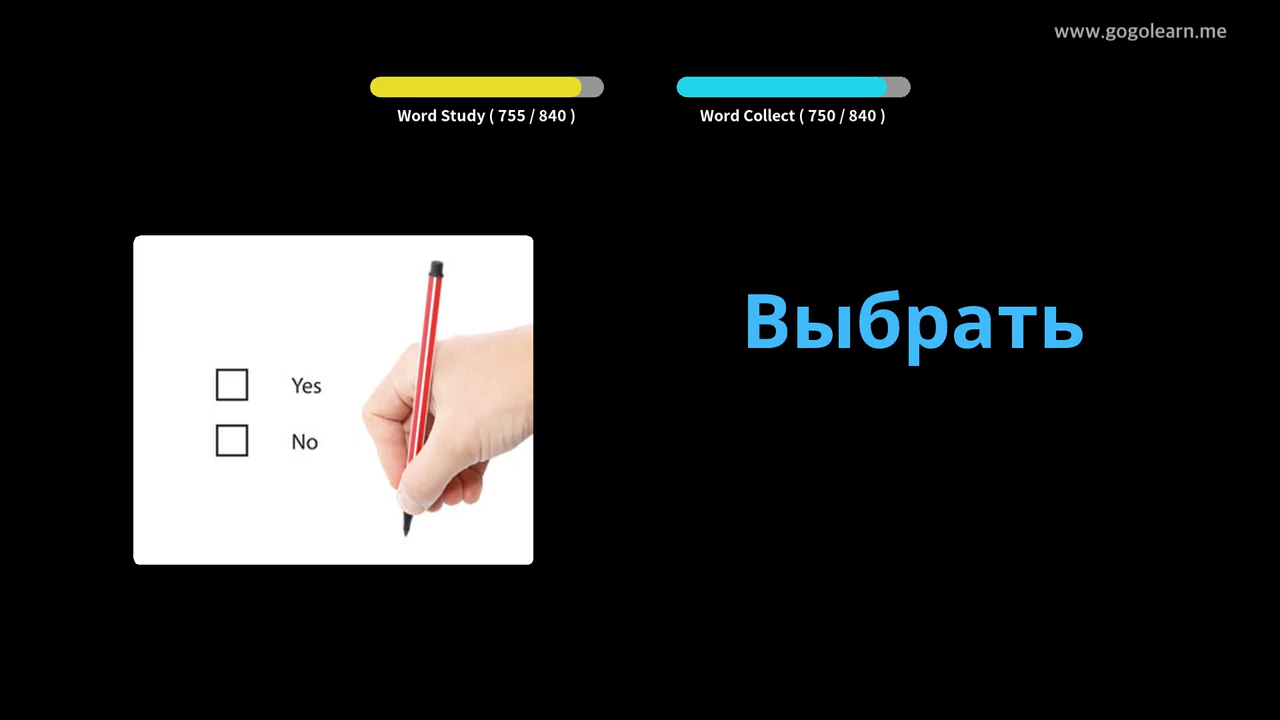 www.gogolearn.me
Word Study ( 755 / 840 )
Word Collect ( 750 / 840 )
Выбрать
Yes
No